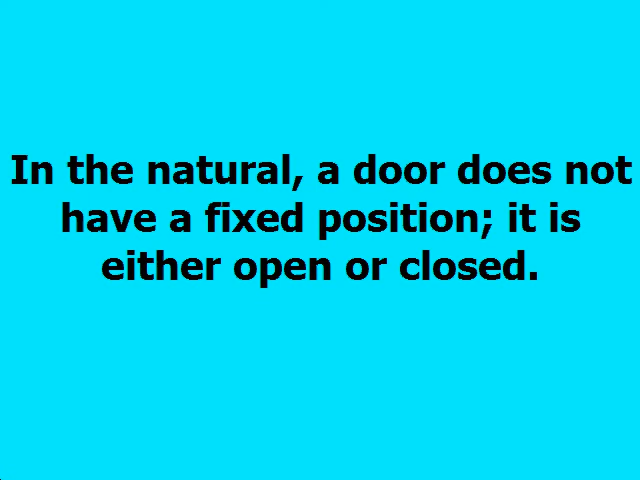 In the natural, a door does not
have a fixed position; it is
either open or closed.